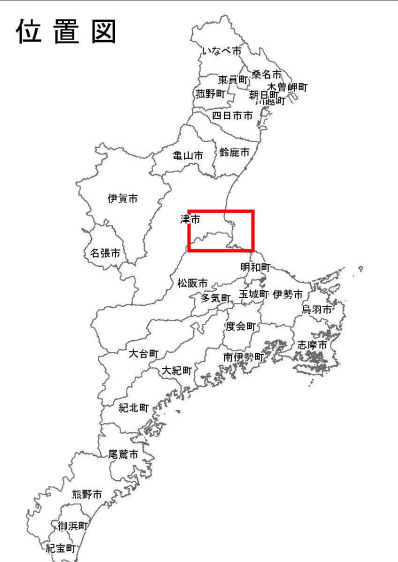 位置図
いなべ市
東員町
桑名市
木曽岬町
菰野町
朝日町
川越町
四日市市
亀山市
鈴鹿市
伊賀市
津市
名張市
明和町
松阪市
多気町
玉城町
伊勢市
鳥羽市
度会町
志摩市
大台町
南伊勢町
大紀町
紀北町
尾鷲市
熊野市
御浜町
紀宝町